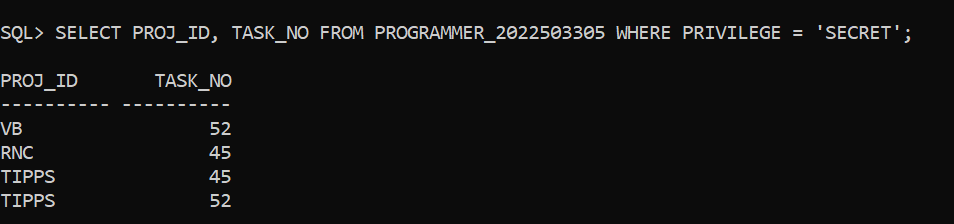 SQL> SELECT PROJ_ID, TASK_NO FROM PROGRAMMER_2022503305 WHERE PRIVILEGE = 'SECRET';
PROJ_ID       TASK_NO
---------- ----------
VB                 52
RNC                45
TIPPS              45
TIPPS              52